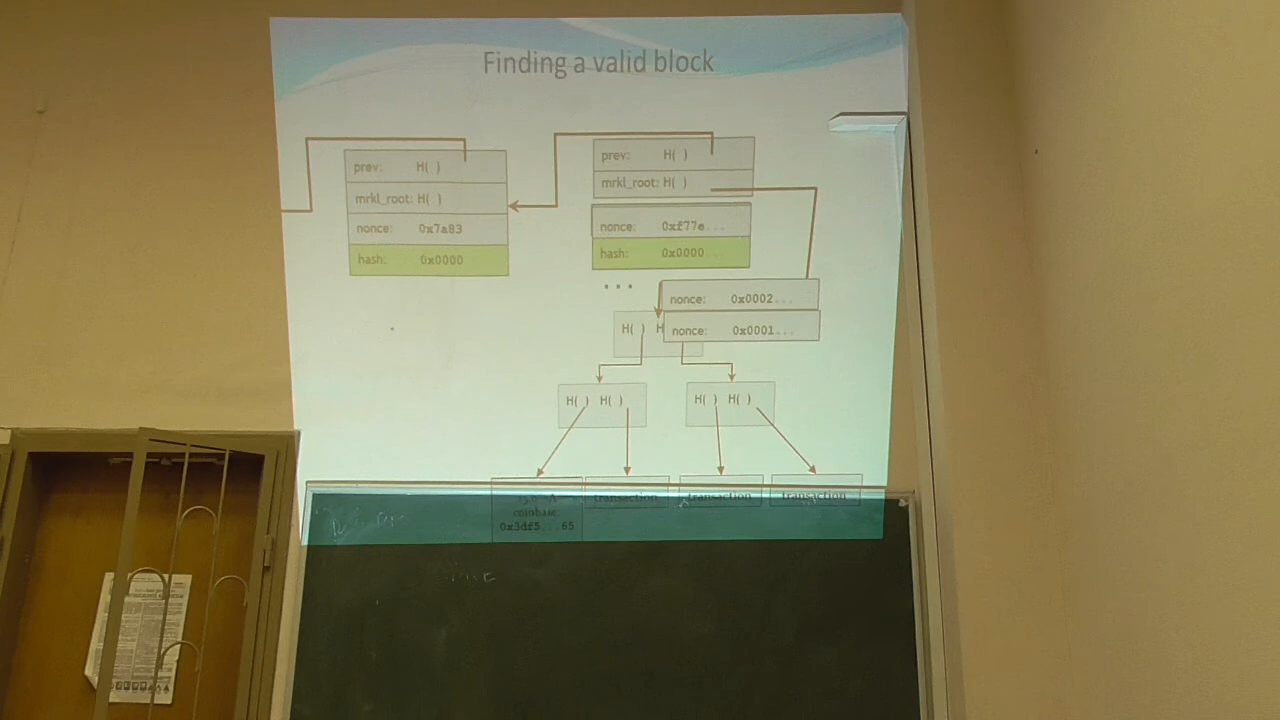 Finding a valid block
prev: H( )
mrkl_root: H( )
nonce: 0x7a83
hash: 0x0000
prev: H( )
mrkl_root: H( )
nonce: 0xf77e...
hash: 0x0000
...
nonce: 0x0002...
H( ) H
nonce: 0x0001...
H( ) H( )
H( ) H( )
transaction
transaction
transaction
coinbase:
0x3df5...65